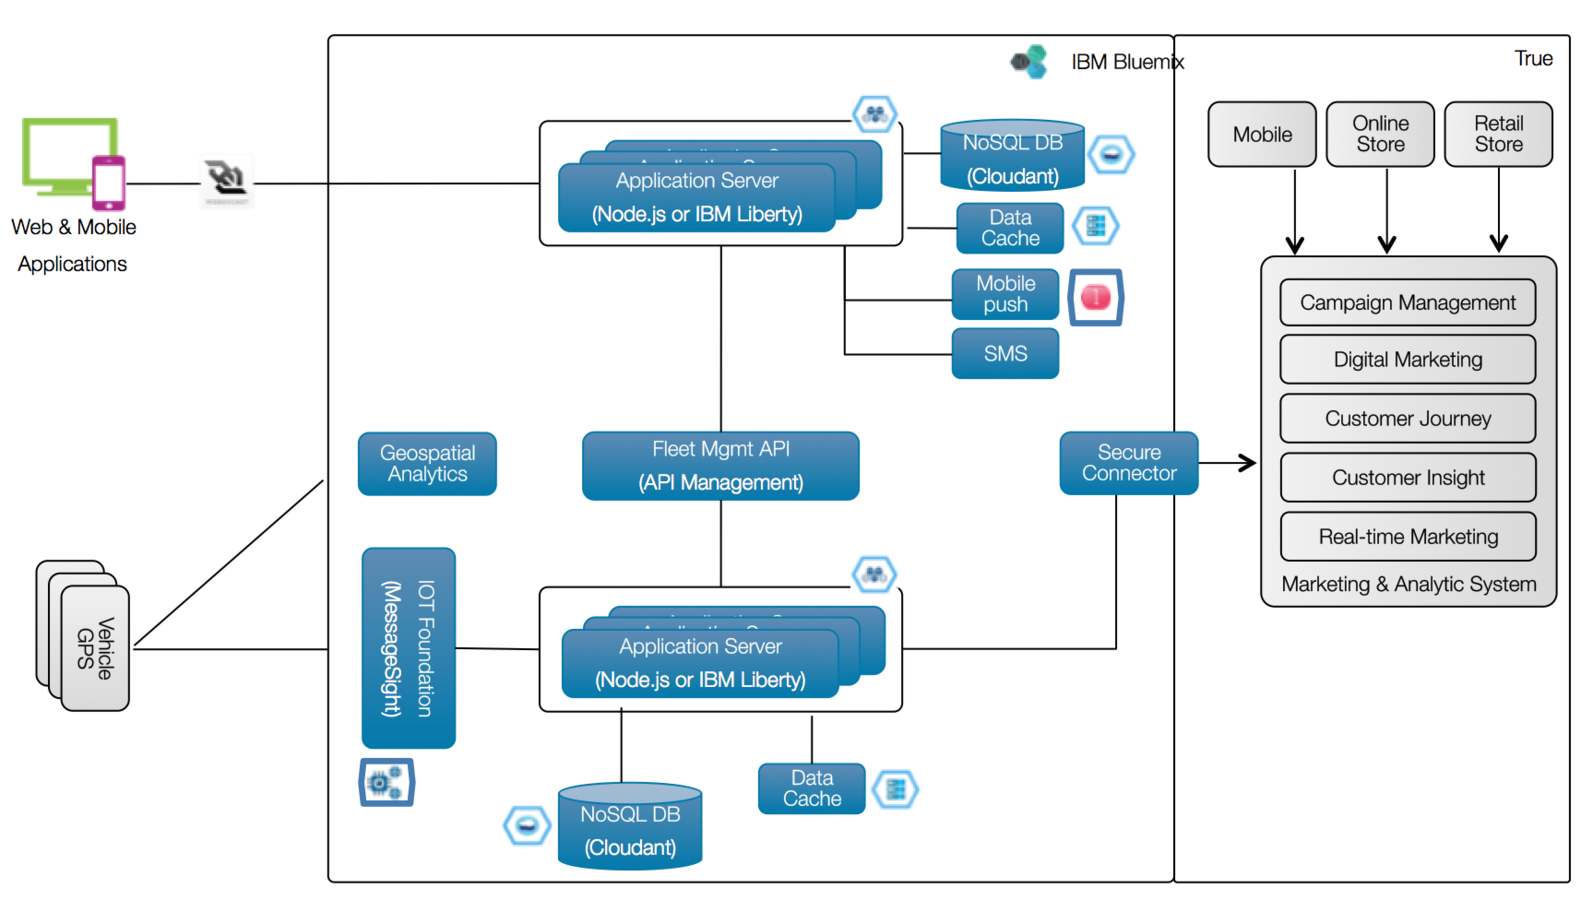 IBM Bluemix
True
Web & Mobile
Applications
Application Server
(Node.js or IBM Liberty)
NoSQL DB
(Cloudant)
Data
Cache
Mobile
push
SMS
Mobile
Online
Store
Retail
Store
Campaign Management
Digital Marketing
Customer Journey
Customer Insight
Real-time Marketing
Marketing & Analytic System
Geospatial
Analytics
Fleet Mgmt API
(API Management)
Secure
Connector
Vehicle
GPS
IOT Foundation
(MessageSight)
Application Server
(Node.js or IBM Liberty)
NoSQL DB
(Cloudant)
Data
Cache